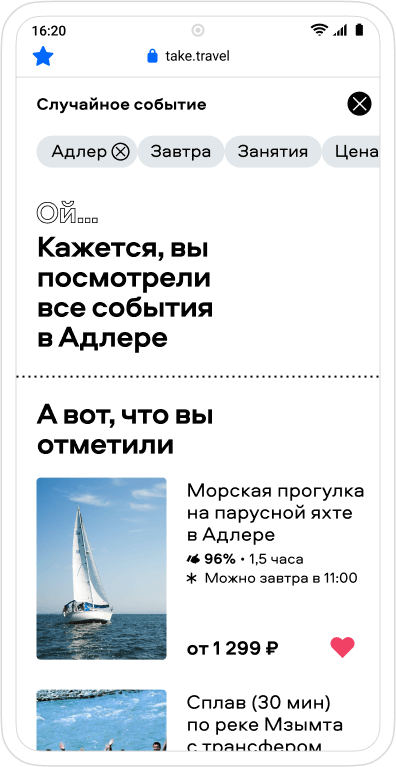 16:20
take.travel
Случайное событие
Адлер Завтра Занятия Цена
Ой...
Кажется, вы
посмотрели
все события
в Адлере
А вот, что вы
отметили
Морская прогулка
на парусной яхте
в Адлере
96% • 1,5 часа
Можно завтра в 11:00
от 1 299 ₽
Сплав (30 мин)
по реке Мзымта
с трансфером